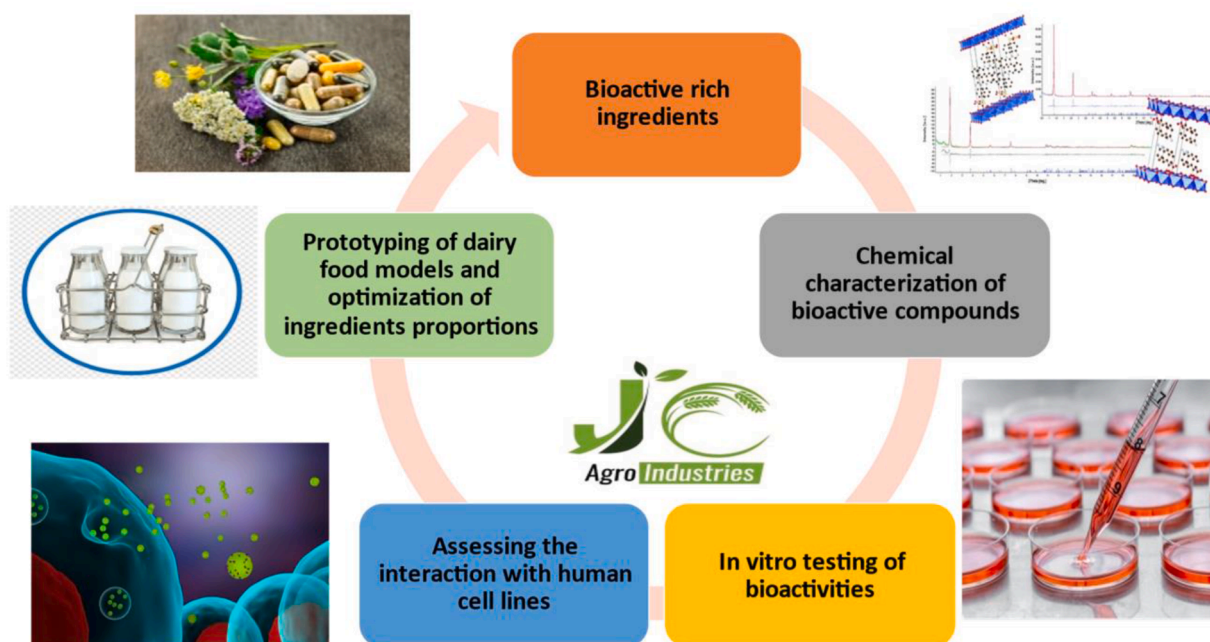 Bioactive rich
ingredients
Chemical
characterization of
bioactive compounds
In vitro testing of
bioactivities
Assessing the
interaction with human
cell lines
Prototyping of dairy
food models and
optimization of
ingredients proportions
JC
Agro Industries